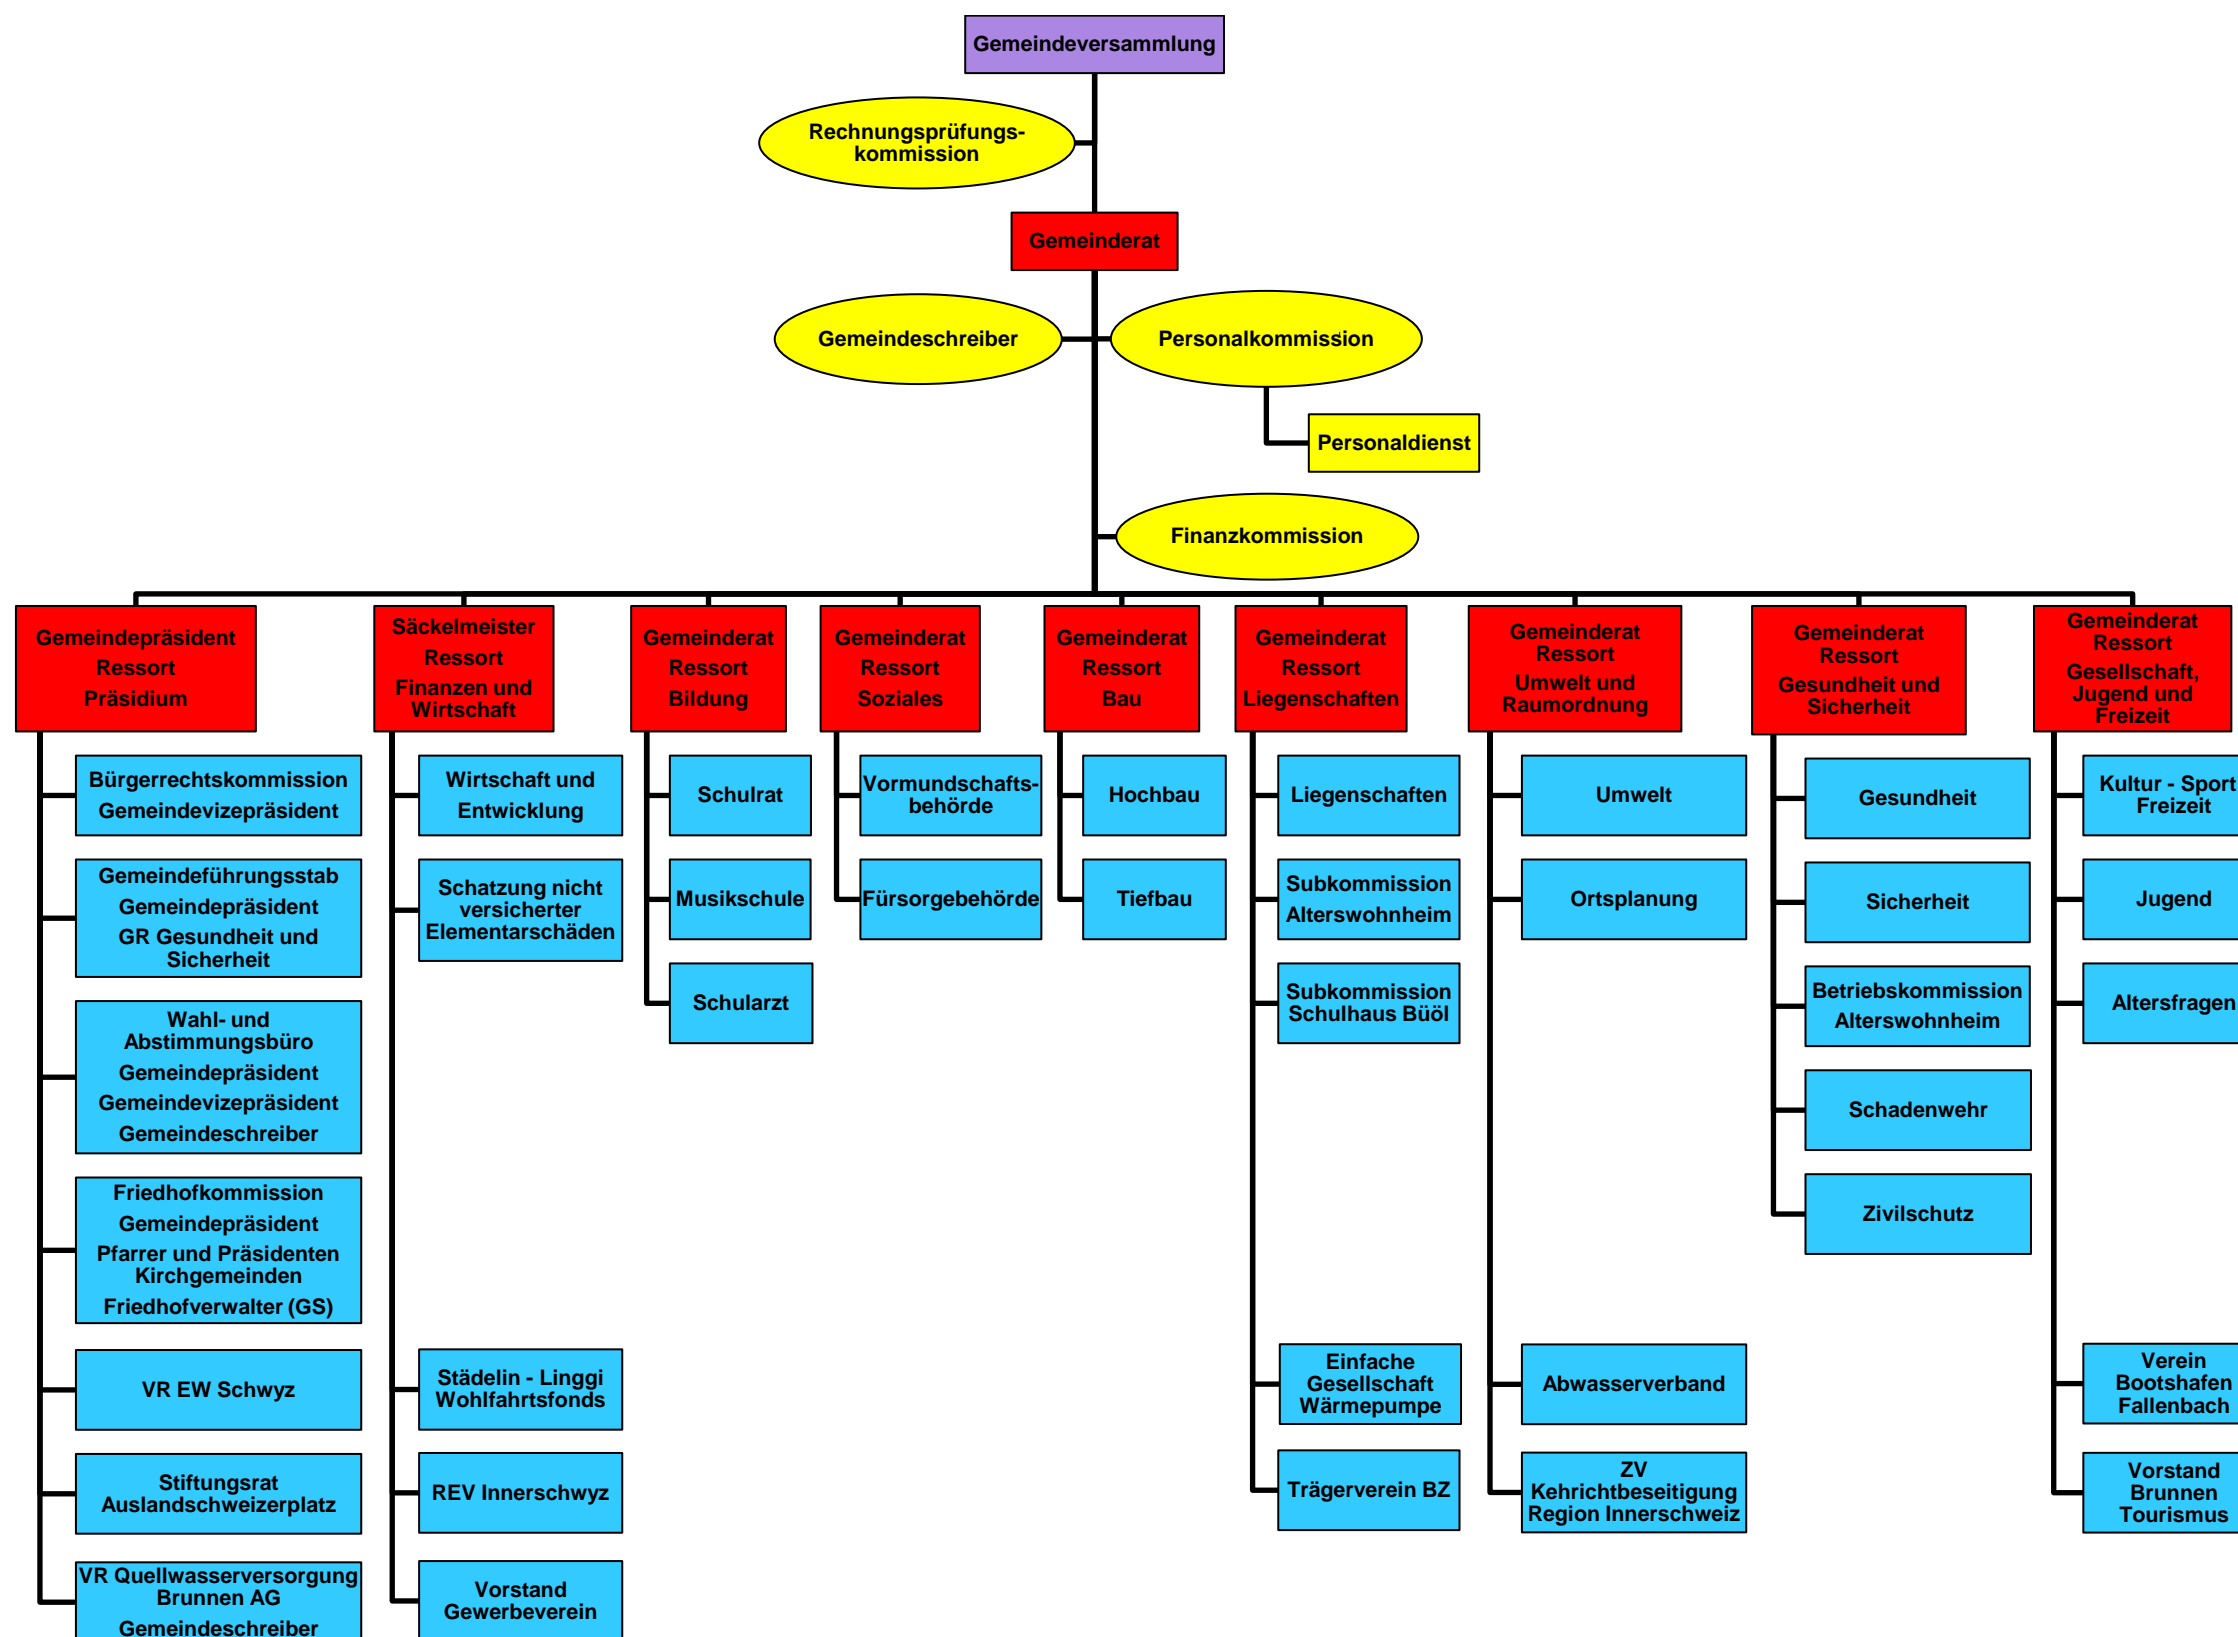 Gemeindeversammlung
Rechnungsprüfungs-
kommission
Gemeinderat
Gemeindeschreiber
Personalkommission
Personaldienst
Finanzkommission
Gemeindepräsident
Ressort
Präsidium
Säckelmeister
Ressort
Finanzen und
Wirtschaft
Gemeinderat
Ressort
Bildung
Gemeinderat
Ressort
Soziales
Gemeinderat
Ressort
Bau
Gemeinderat
Ressort
Liegenschaften
Gemeinderat
Ressort
Umwelt und
Raumordnung
Gemeinderat
Ressort
Gesundheit und
Sicherheit
Gemeinderat
Ressort
Gesellschaft,
Jugend und
Freizeit
Bürgerrechtskommission
Gemeindevizepräsident
Gemeindeführungsstab
Gemeindepräsident
GR Gesundheit und
Sicherheit
Wahl- und
Abstimmungsbüro
Gemeindepräsident
Gemeindevizepräsident
Gemeindeschreiber
Friedhofkommission
Gemeindepräsident
Pfarrer und Präsidenten
Kirchgemeinden
Friedhofverwalter (GS)
VR EW Schwyz
Stiftungsrat
Auslandschweizerplatz
VR Quellwasserversorgung
Brunnen AG
Gemeindeschreiber
Wirtschaft und
Entwicklung
Schatzung nicht
versicherter
Elementarschäden
Städelin - Linggi
Wohlfahrtsfonds
REV Innerschwyz
Vorstand
Gewerbeverein
Schulrat
Musikschule
Schularzt
Vormundschafts-
behörde
Fürsorgebehörde
Hochbau
Tiefbau
Liegenschaften
Subkommission
Alterswohnheim
Subkommission
Schulhaus Büöl
Einfache
Gesellschaft
Wärmepumpe
Trägerverein BZ
Umwelt
Ortsplanung
Abwasserverband
ZV
Kehrichtbeseitigung
Region Innerschweiz
Gesundheit
Sicherheit
Betriebskommission
Alterswohnheim
Schadenwehr
Zivilschutz
Kultur - Sport
Freizeit
Jugend
Altersfragen
Verein
Bootshafen
Fallenbach
Vorstand
Brunnen
Tourismus